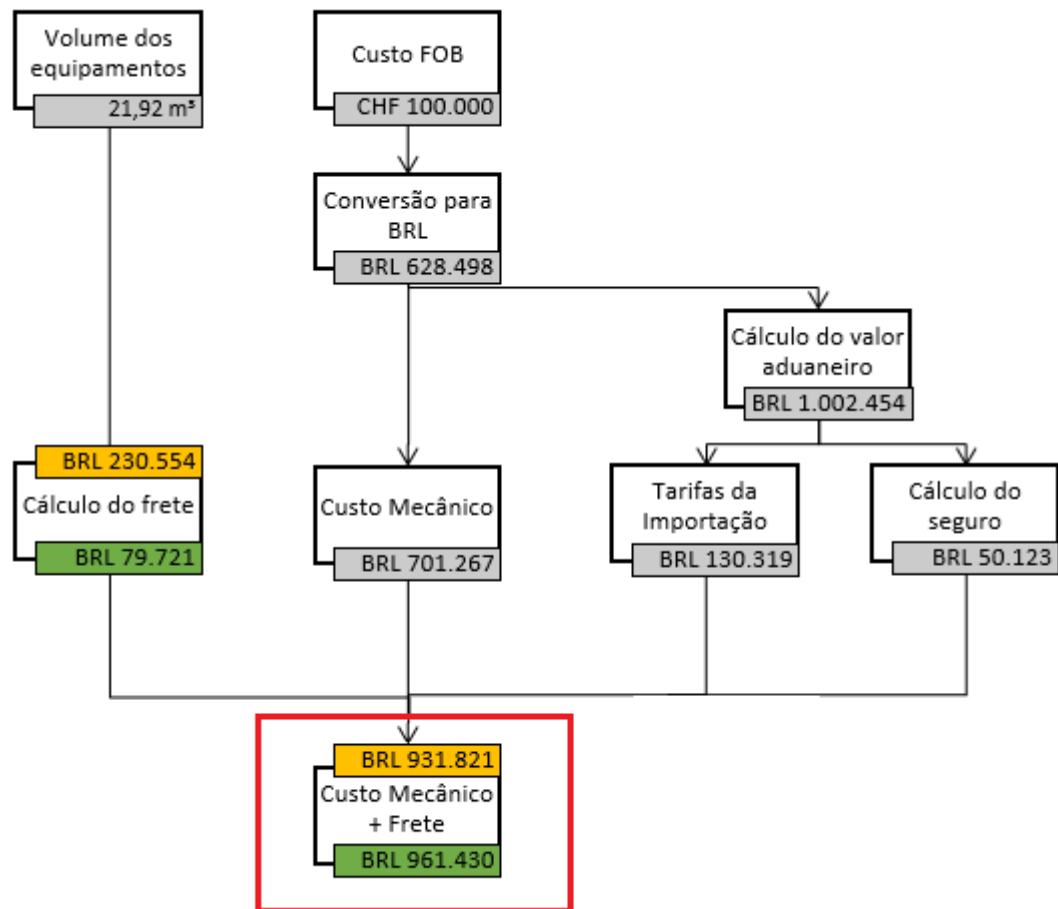 Volume dos
equipamentos
21,92 m³
Custo FOB
CHF 100.000
Conversão para
BRL
BRL 628.498
Cálculo do valor
aduaneiro
BRL 1.002.454
BRL 230.554
Cálculo do frete
BRL 79.721
Custo Mecânico
BRL 701.267
Tarifas da
Importação
BRL 130.319
Cálculo do
seguro
BRL 50.123
BRL 931.821
Custo Mecânico
+ Frete
BRL 961.430